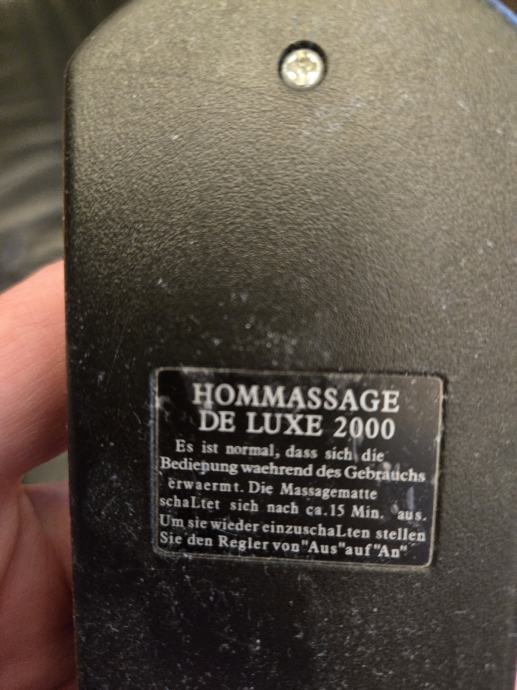 HOMMASSAGE
DE LUXE 2000
Es ist normal, dass sich die
Bedienung waehrend des Gebrauchs
erwaermt. Die Massagematte
schaLtet sich nach ca.15 Min. aus.
Um sie wieder einzuschaLten stellen
Sie den Regler von "Aus" auf "An"